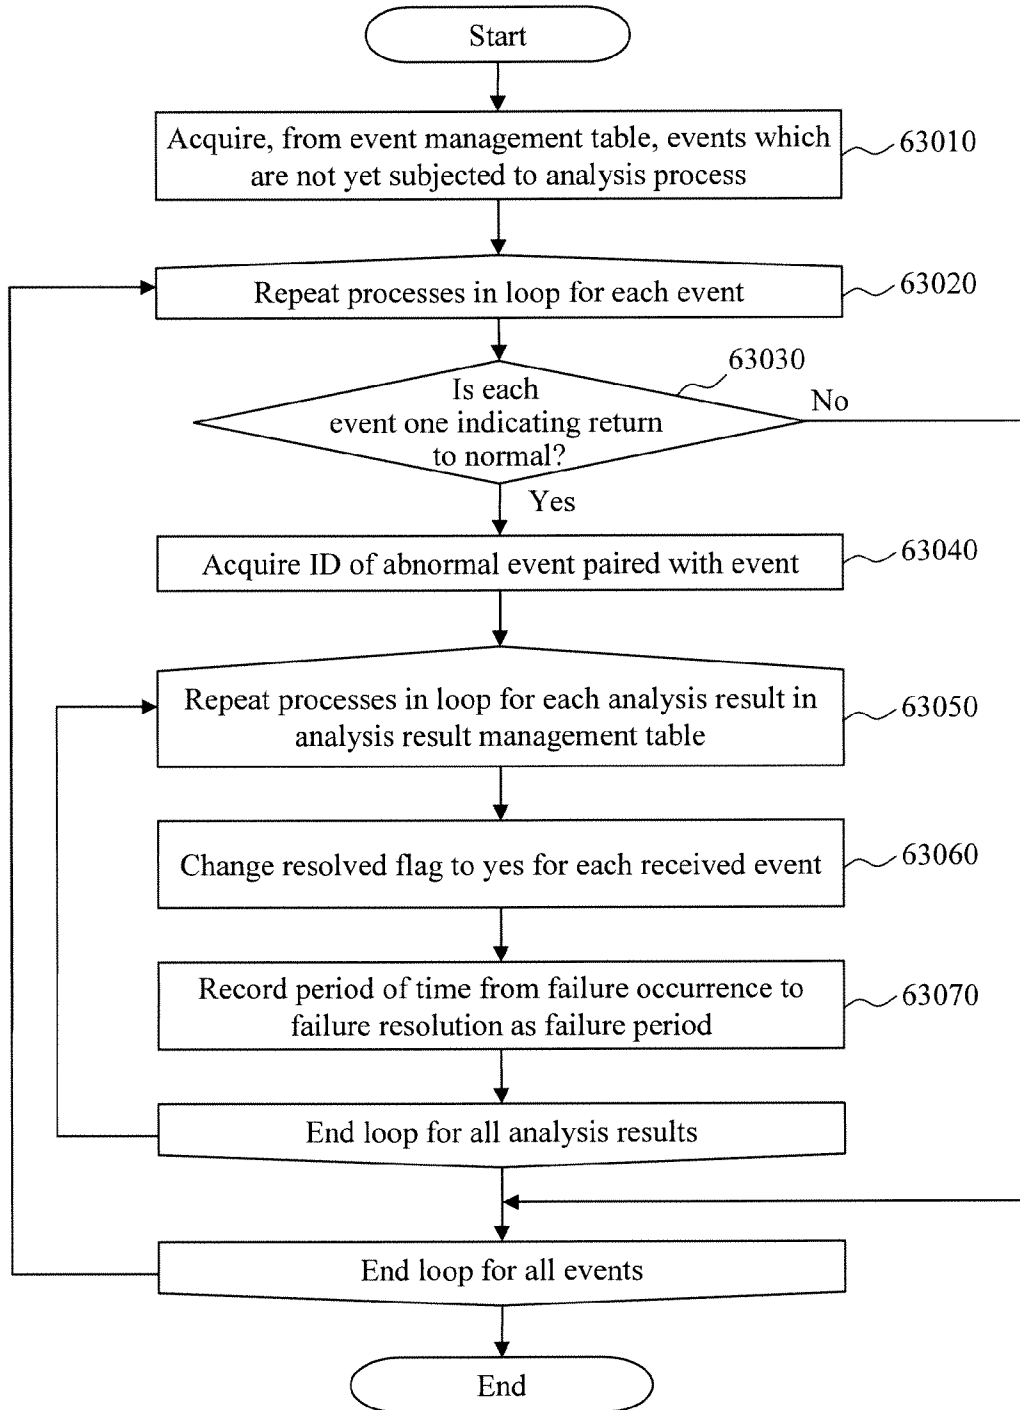 Start
Acquire, from event management table, events which
are not yet subjected to analysis process
63010
Repeat processes in loop for each event
63020
63030
Is each
event one indicating return
to normal?
No
Yes
Acquire ID of abnormal event paired with event
63040
Repeat processes in loop for each analysis result in
analysis result management table
63050
Change resolved flag to yes for each received event
63060
Record period of time from failure occurrence to
failure resolution as failure period
63070
End loop for all analysis results
End loop for all events
End